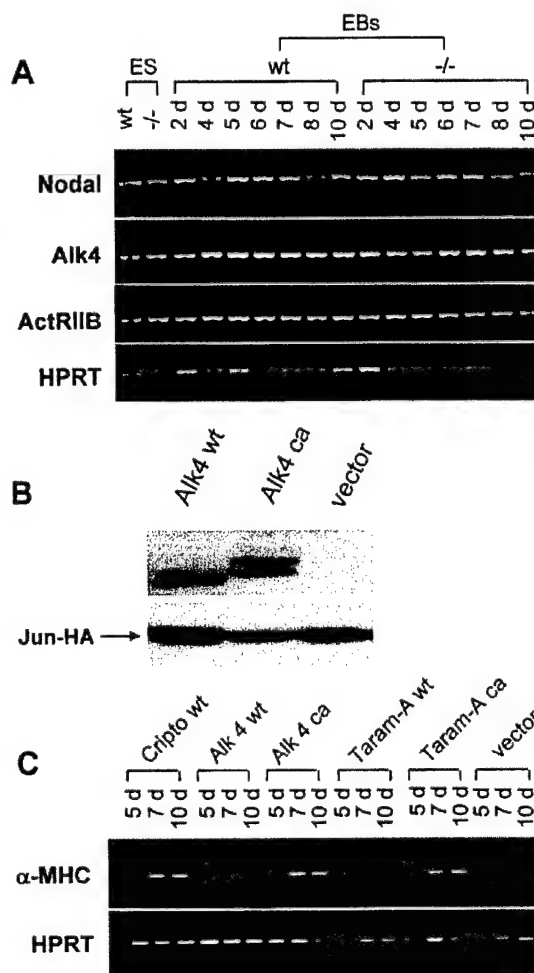 EBs
A
ES wt -/-
wt -/- 2 d 4 d 5 d 6 d 7 d 8 d 10 d 2 d 4 d 5 d 6 d 7 d 8 d 10 d
Nodal
Alk4
ActRIIB
HPRT
B
Alk4 wt Alk4 ca vector
Jun-HA
Cripto wt Alk 4 wt Alk 4 ca Taram-A wt Taram-A ca vector
C
5 d 7 d 10 d 5 d 7 d 10 d 5 d 7 d 10 d 5 d 7 d 10 d 5 d 7 d 10 d 5 d 7 d 10 d
α-MHC
HPRT